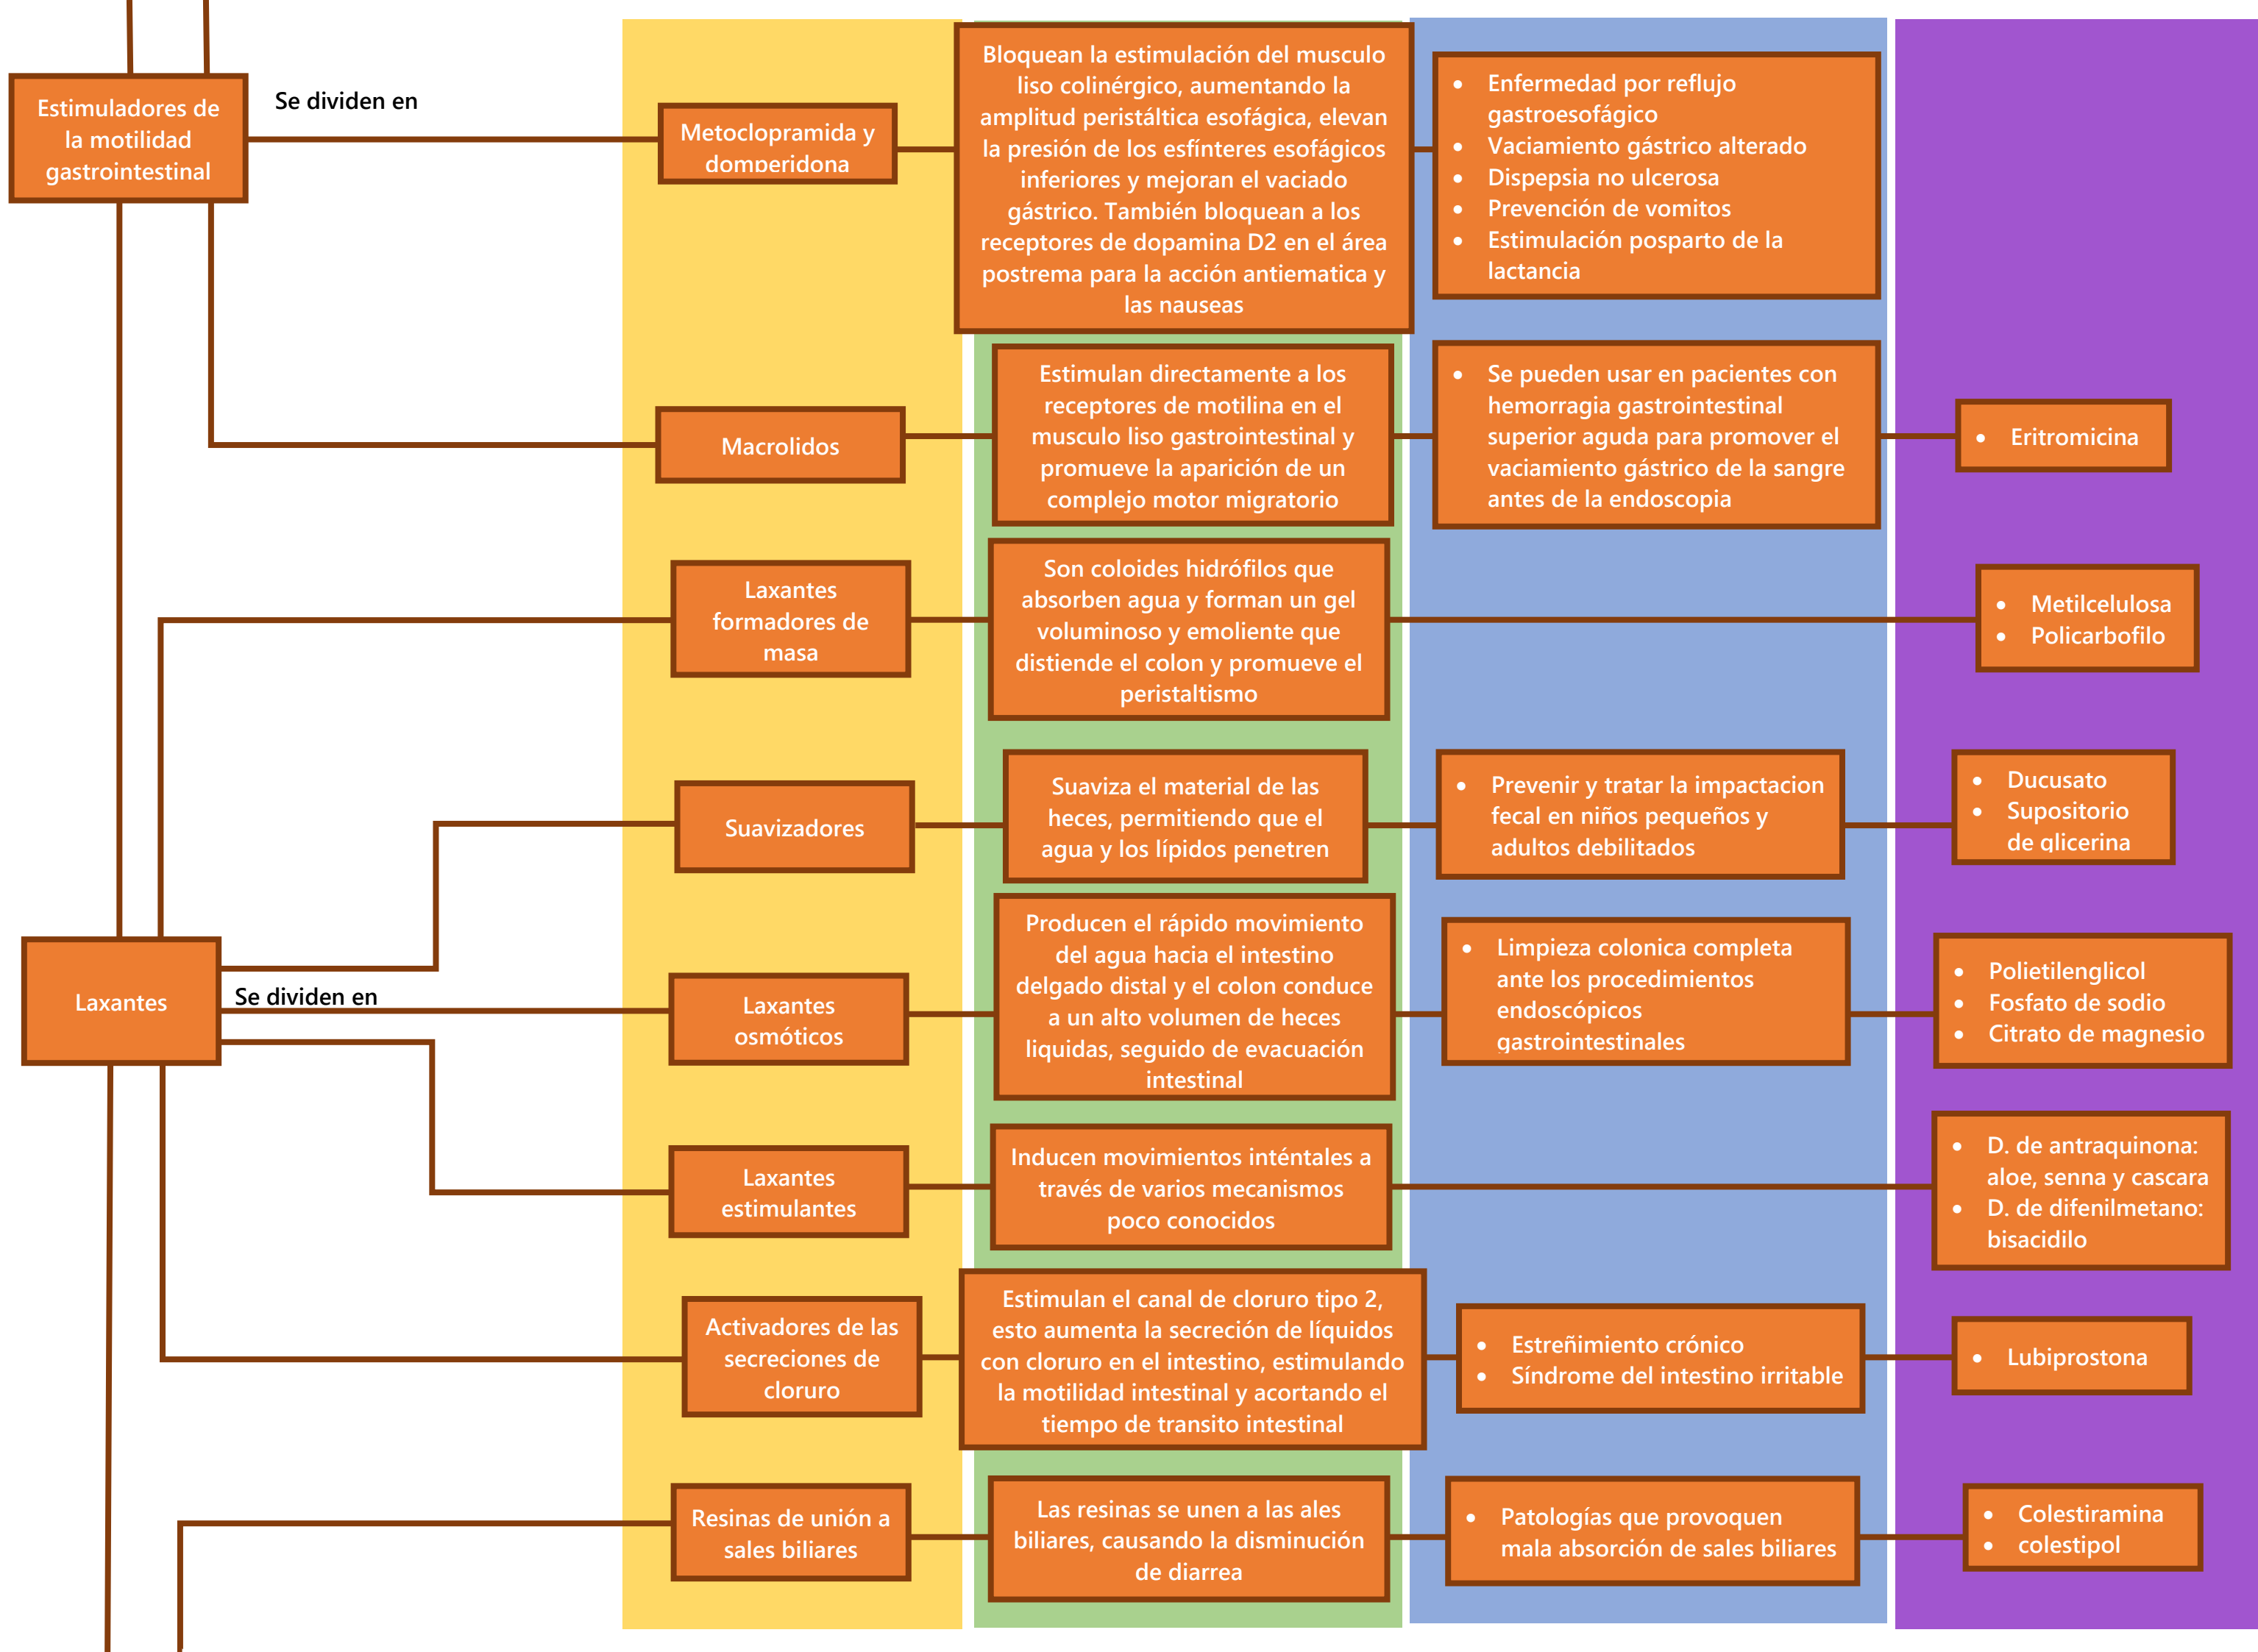 Estimuladores de
la motilidad
gastrointestinal
Se dividen en
Metoclopramida y
domperidona
Bloquean la estimulación del musculo
liso colinérgico, aumentando la
amplitud peristáltica esofágica, elevan
la presión de los esfínteres esofágicos
inferiores y mejoran el vaciado
gástrico. También bloquean a los
receptores de dopamina D2 en el área
postrema para la acción antiematica y
las nauseas
• Enfermedad por reflujo
gastroesofágico
• Vaciamiento gástrico alterado
• Dispepsia no ulcerosa
• Prevención de vomitos
• Estimulación posparto de la
lactancia
Macrolidos
Estimulan directamente a los
receptores de motilina en el
musculo liso gastrointestinal y
promueve la aparición de un
complejo motor migratorio
• Se pueden usar en pacientes con
hemorragia gastrointestinal
superior aguda para promover el
vaciamiento gástrico de la sangre
antes de la endoscopia
• Eritromicina
Laxantes
formadores de
masa
Son coloides hidrófilos que
absorben agua y forman un gel
voluminoso y emoliente que
distiende el colon y promueve el
peristaltismo
• Metilcelulosa
• Policarbofilo
Suavizadores
Suaviza el material de las
heces, permitiendo que el
agua y los lípidos penetren
• Prevenir y tratar la impactacion
fecal en niños pequeños y
adultos debilitados
• Ducusato
• Supositorio
de glicerina
Laxantes
Se dividen en
Laxantes
osmóticos
Producen el rápido movimiento
del agua hacia el intestino
delgado distal y el colon conduce
a un alto volumen de heces
liquidas, seguido de evacuación
intestinal
• Limpieza colonica completa
ante los procedimientos
endoscópicos
gastrointestinales
• Polietilenglicol
• Fosfato de sodio
• Citrato de magnesio
Laxantes
estimulantes
Inducen movimientos inténtales a
través de varios mecanismos
poco conocidos
• D. de antraquinona:
aloe, senna y cascara
• D. de difenilmetano:
bisacidilo
Activadores de las
secreciones de
cloruro
Estimulan el canal de cloruro tipo 2,
esto aumenta la secreción de líquidos
con cloruro en el intestino, estimulando
la motilidad intestinal y acortando el
tiempo de transito intestinal
• Estreñimiento crónico
• Síndrome del intestino irritable
• Lubiprostona
Resinas de unión a
sales biliares
Las resinas se unen a las ales
biliares, causando la disminución
de diarrea
• Patologías que provoquen
mala absorción de sales biliares
• Colestiramina
• colestipol